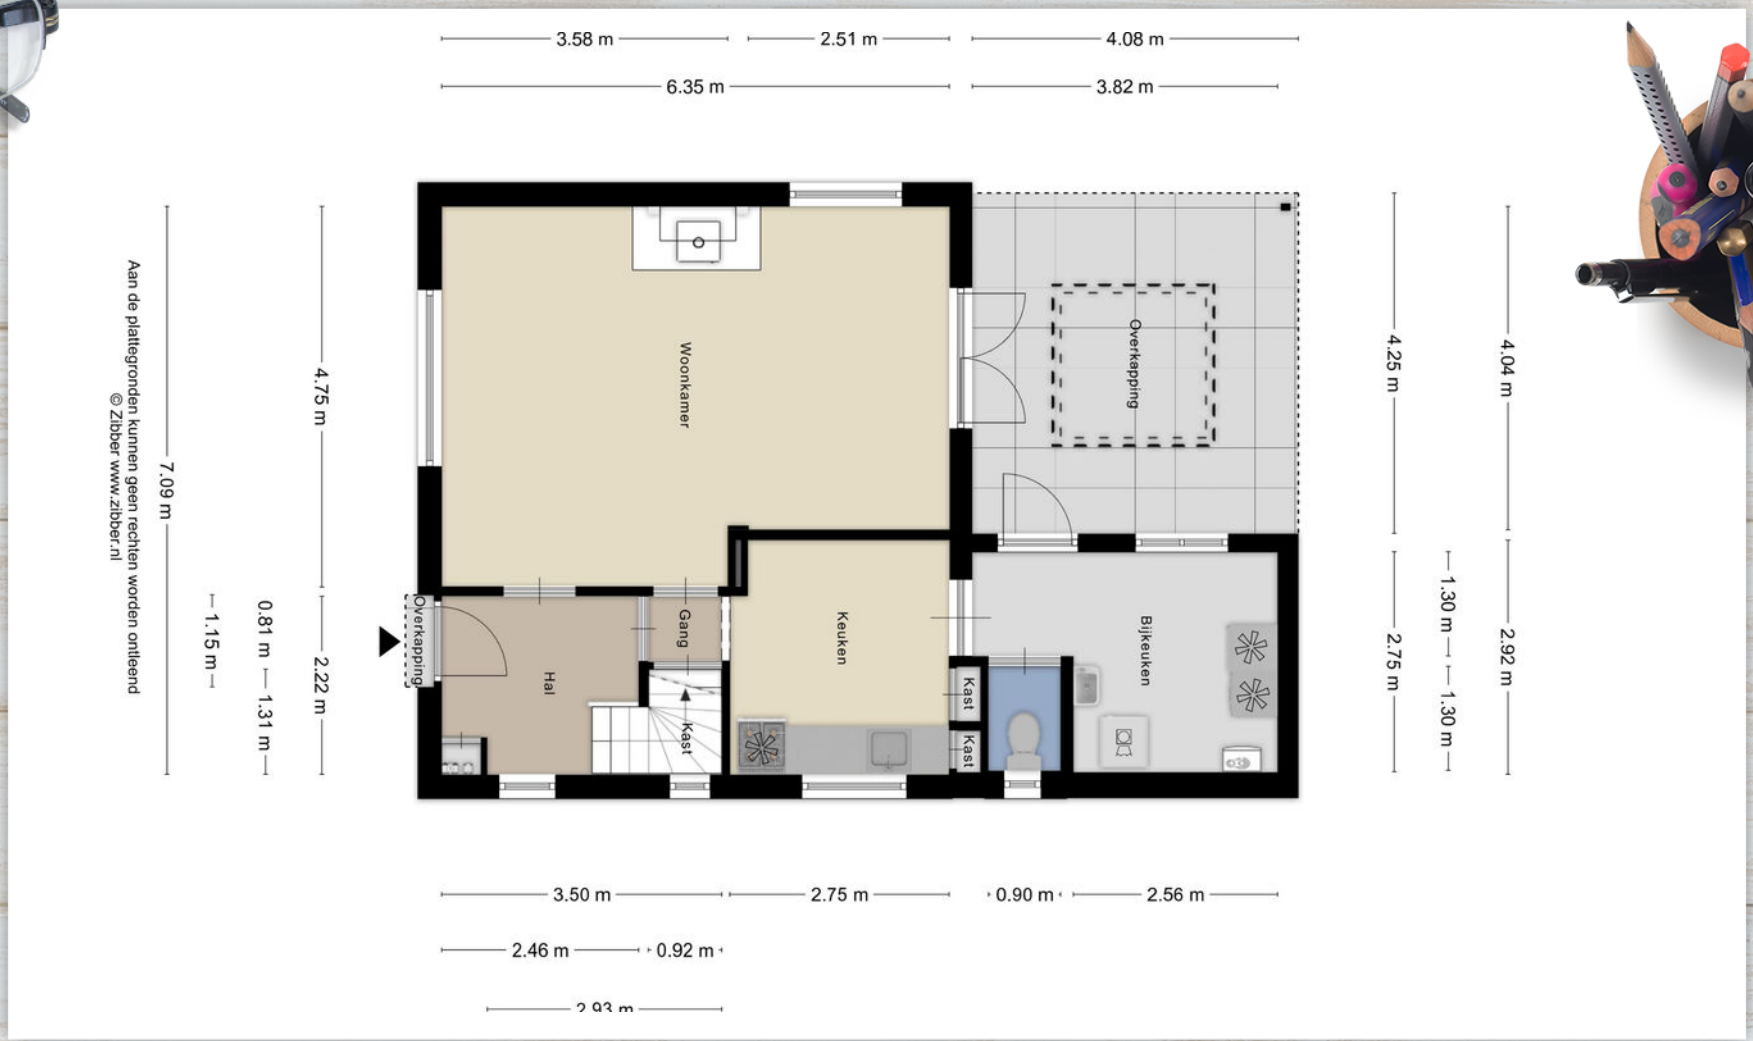 3.58 m
2.51 m
4.08 m
6.35 m
3.82 m
Aan de plattegronden kunnen geen rechten worden ontleend
© Zibber www.zibber.nl
7.09 m
4.75 m
1.15 m
0.81 m
1.31 m
2.22 m
Woonkamer
Overkapping
4.25 m
4.04 m
Overkapping
Hal
Gang
Kast
Keuken
Kast
Kast
Bijkeuken
1.30 m
1.30 m
2.75 m
2.92 m
3.50 m
2.75 m
0.90 m
2.56 m
2.46 m
0.92 m
2.93 m